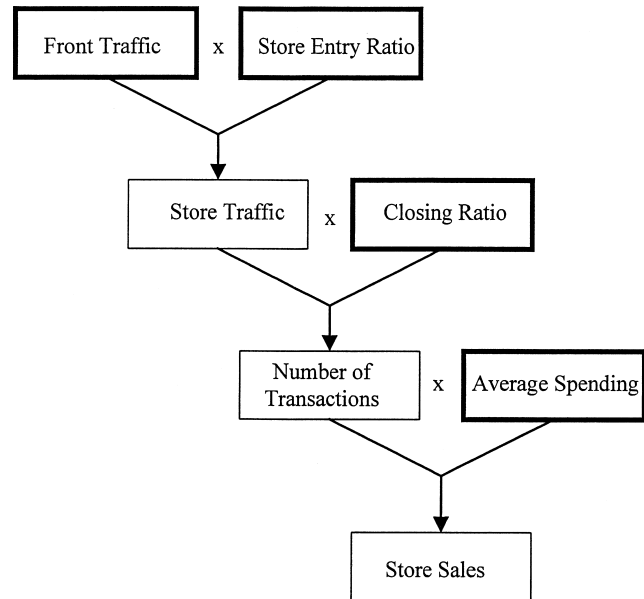 Front Traffic x Store Entry Ratio
Store Traffic x Closing Ratio
Number of
Transactions x Average Spending
Store Sales